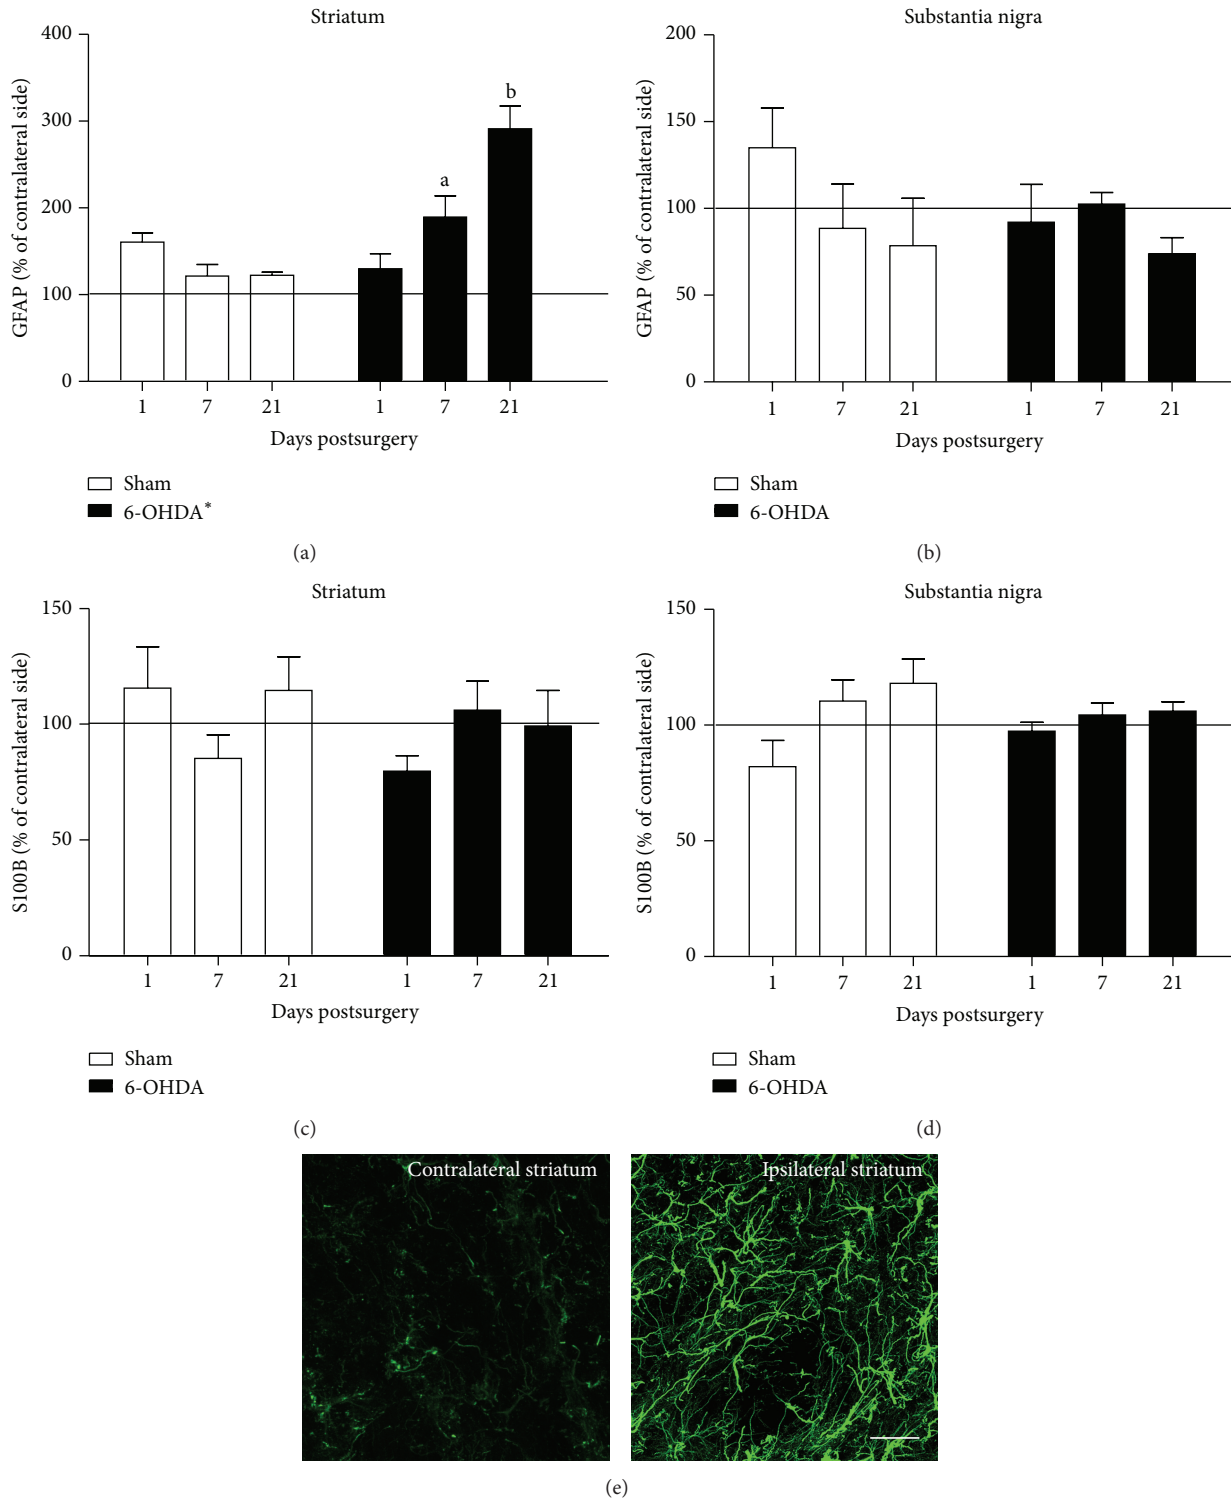 Striatum
400
300
200
100
0
GFAP (% of contralateral side)
a
b
1 7 21 1 7 21
Days postsurgery
Sham
6-OHDA*
(a)
Substantia nigra
200
150
100
50
0
GFAP (% of contralateral side)
1 7 21 1 7 21
Days postsurgery
Sham
6-OHDA
(b)
Striatum
150
100
50
0
S100B (% of contralateral side)
1 7 21 1 7 21
Days postsurgery
Sham
6-OHDA
(c)
Substantia nigra
150
100
50
0
S100B (% of contralateral side)
1 7 21 1 7 21
Days postsurgery
Sham
6-OHDA
(d)
Contralateral striatum
Ipsilateral striatum
(e)